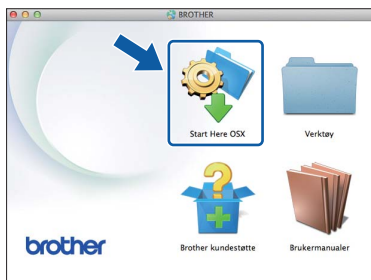 BROTHER
Start Here OSX
Verktøy
Brother kundestøtte
Brukermanualer
brother